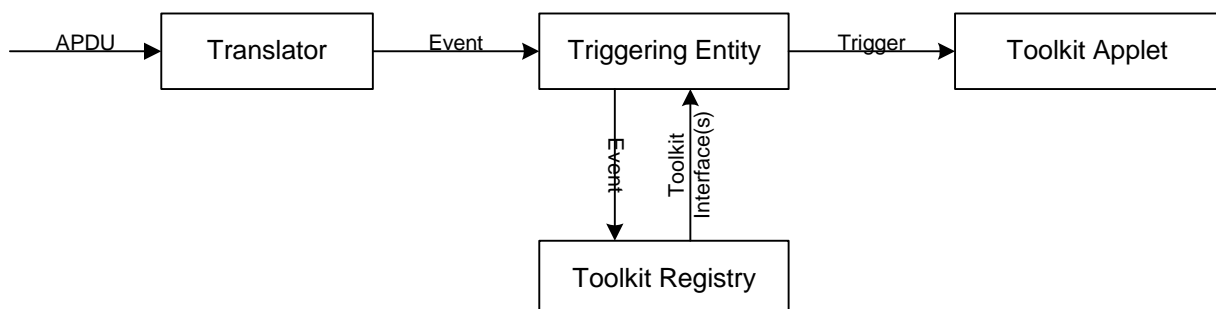 APDU
Translator
Event
Triggering Entity
Trigger
Toolkit Applet
Event
Toolkit
Interface(s)
Toolkit Registry